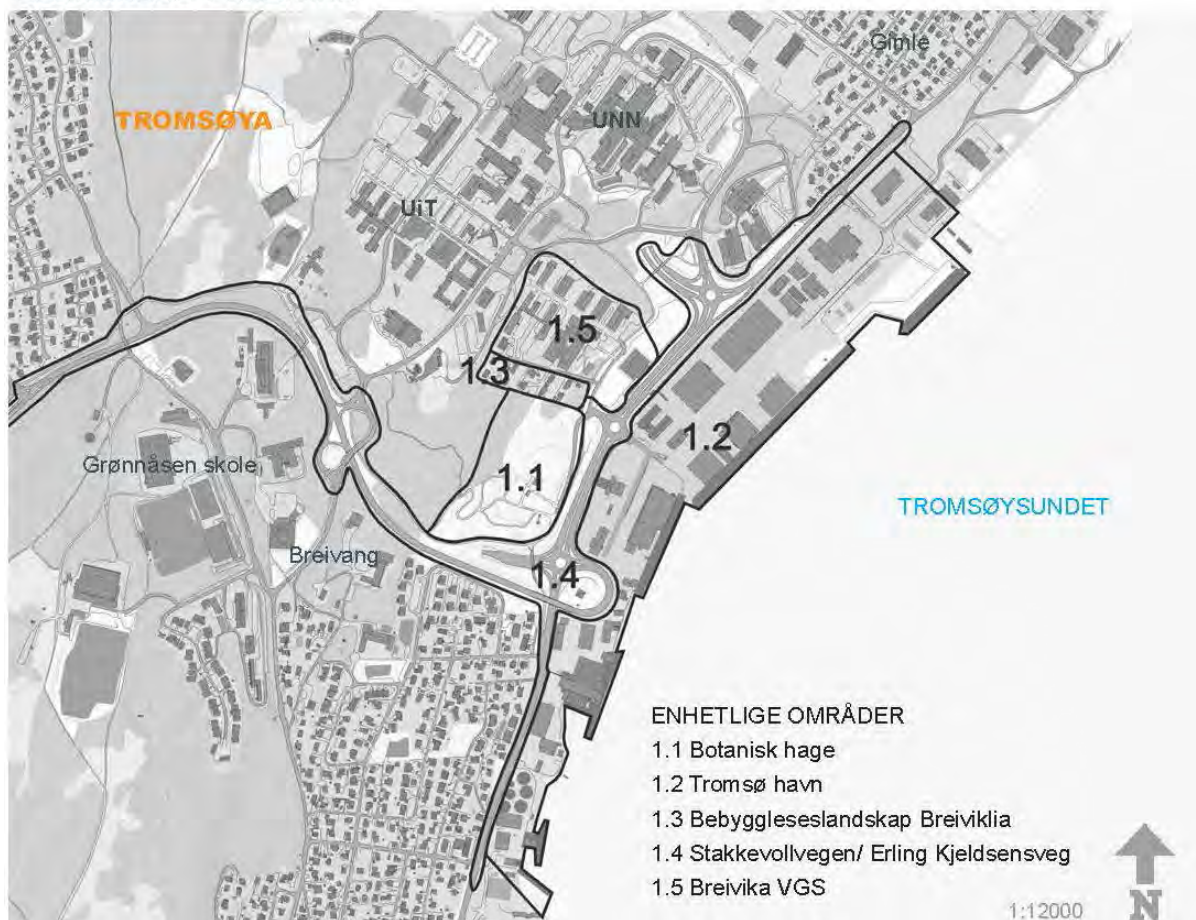 Gimle
TROMSØYA
UNN
UiT
1.5
1.3
1.2
Grønnåsen skole
1.1
TROMSØYSUNDET
Breivang
1.4
ENHETLIGE OMRÅDER
1.1 Botanisk hage
1.2 Tromsø havn
1.3 Bebyggleseslandskap Breiviklia
1.4 Stakkevollvegen/ Erling Kjeldsensveg
1.5 Breivika VGS
1:12000
N